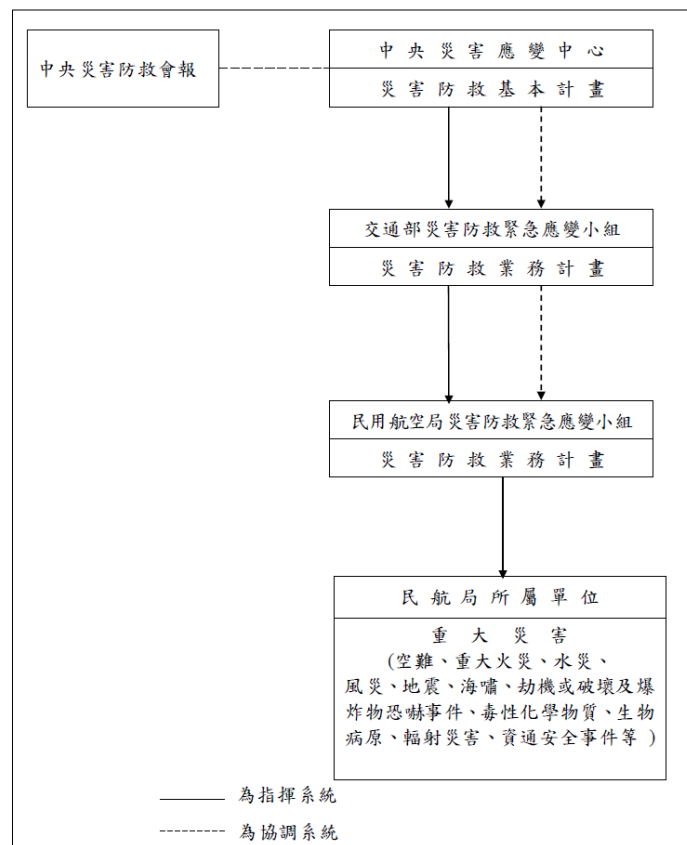 中央災害防救會報
中央災害應變中心
災害防救基本計畫
交通部災害防救緊急應變小組
災害防救業務計畫
民用航空局災害防救緊急應變小組
災害防救業務計畫
民航局所屬單位
重大災害
(空難、重大火災、水災、
風災、地震、海嘯、劫機或破壞及爆
炸物恐嚇事件、毒性化學物質、生物
病原、輻射災害、資通安全事件等)
為指揮系統
為協調系統